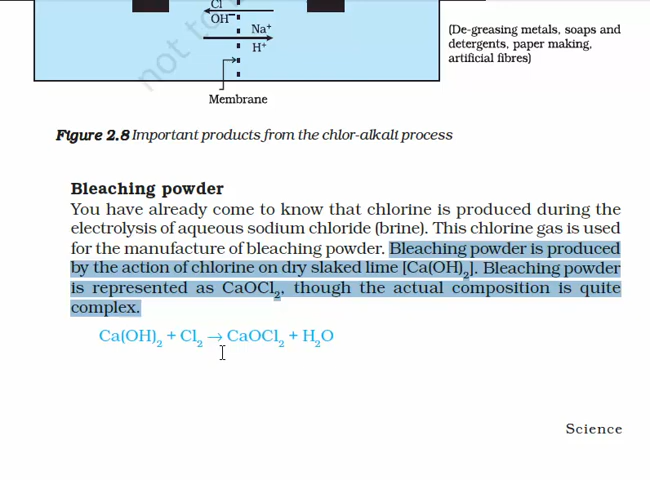 Cl⁻
OH⁻
Na⁺
H⁺
not to
Membrane
(De-greasing metals, soaps and
detergents, paper making,
artificial fibres)
Figure 2.8 Important products from the chlor-alkali process
Bleaching powder
You have already come to know that chlorine is produced during the
electrolysis of aqueous sodium chloride (brine). This chlorine gas is used
for the manufacture of bleaching powder. Bleaching powder is produced
by the action of chlorine on dry slaked lime [Ca(OH)₂]. Bleaching powder
is represented as CaOCl₂, though the actual composition is quite
complex.
Ca(OH)₂ + Cl₂ → CaOCl₂ + H₂O
Science